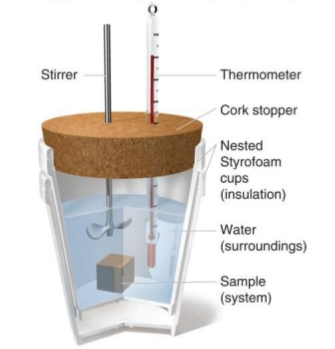 Stirrer
Thermometer
Cork stopper
Nested
Styrofoam
cups
(insulation)
Water
(surroundings)
Sample
(system)